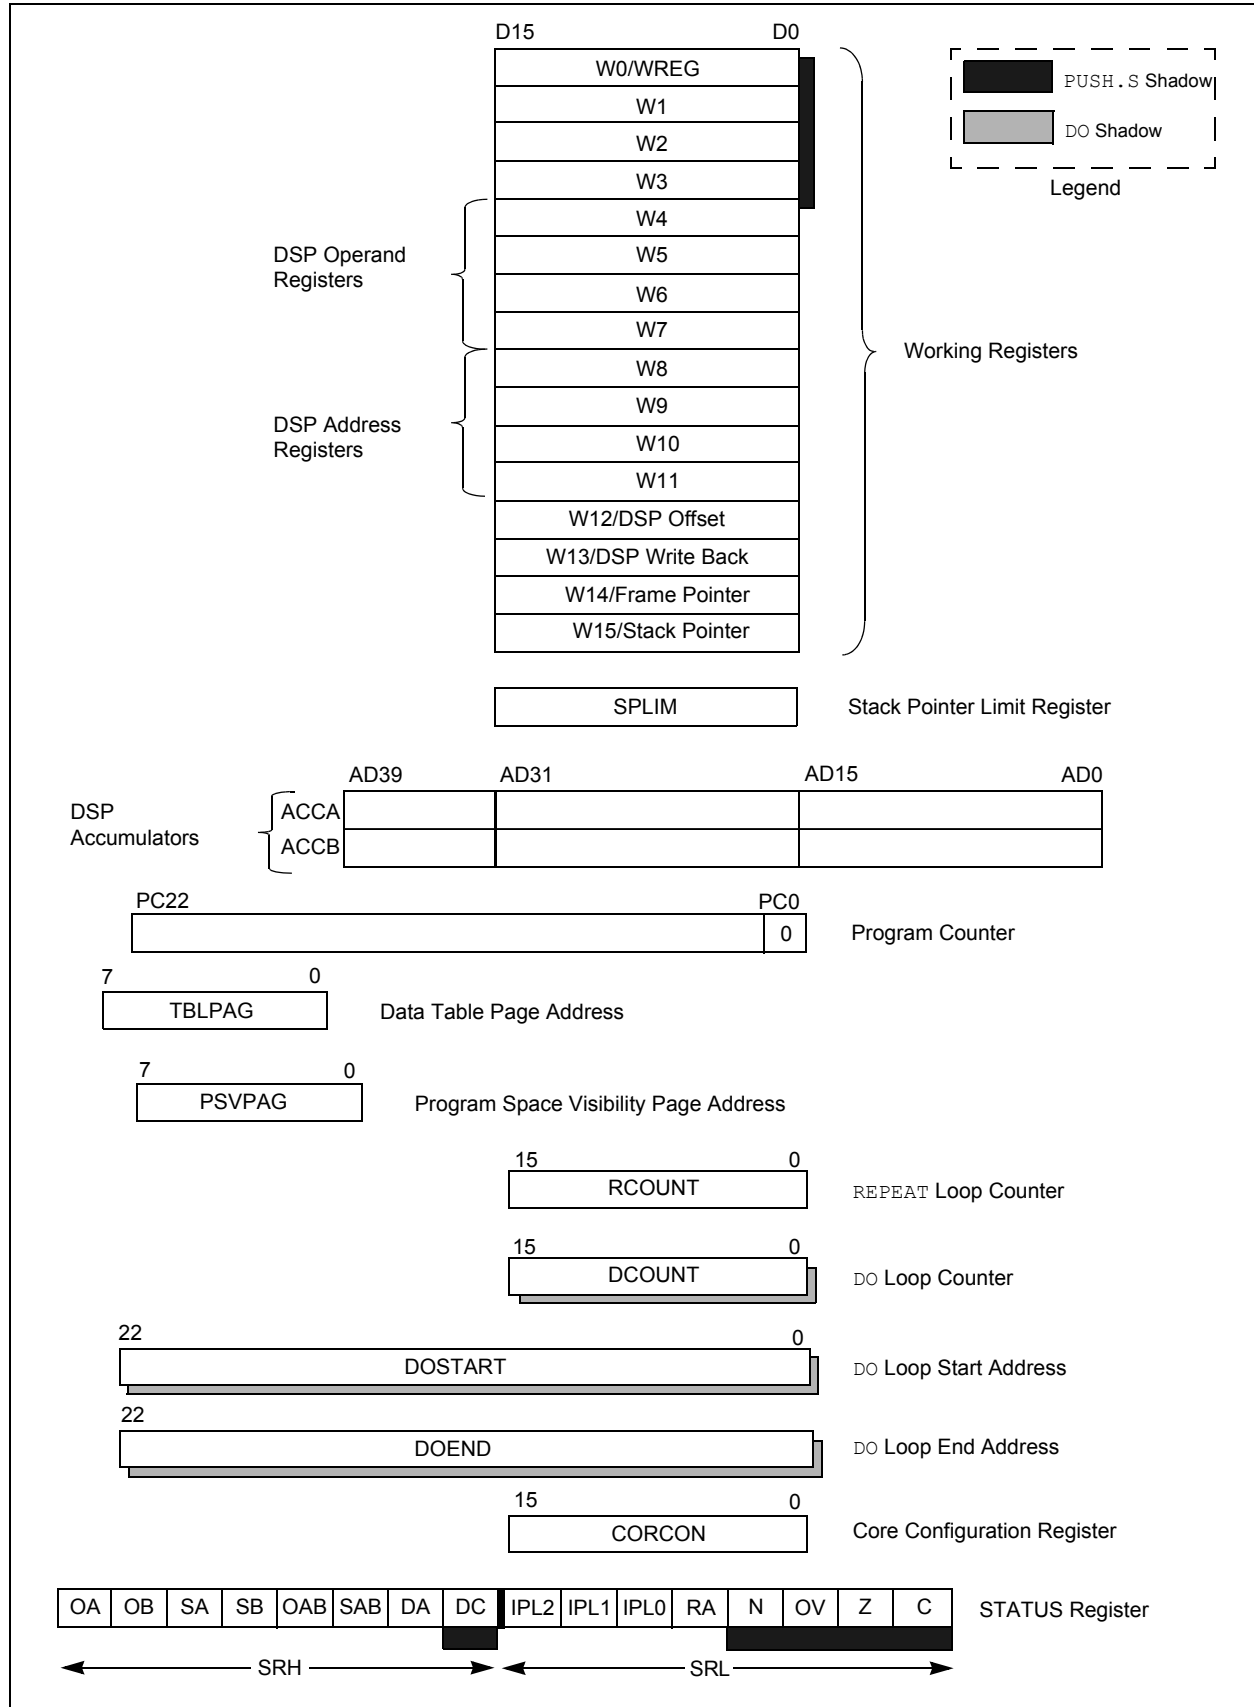 D15 D0
W0/WREG
PUSH.S Shadow
W1
DO Shadow
W2
W3
Legend
W4
DSP Operand
Registers
W5
W6
W7
Working Registers
W8
W9
DSP Address
Registers
W10
W11
W12/DSP Offset
W13/DSP Write Back
W14/Frame Pointer
W15/Stack Pointer
SPLIM Stack Pointer Limit Register
AD39 AD31 AD15 AD0
DSP
Accumulators
ACCA
ACCB
PC22 PC0
0 Program Counter
7 0
TBLPAG Data Table Page Address
7 0
PSVPAG Program Space Visibility Page Address
15 0
RCOUNT REPEAT Loop Counter
15 0
DCOUNT DO Loop Counter
22 0
DOSTART DO Loop Start Address
22
DOEND DO Loop End Address
15 0
CORCON Core Configuration Register
OA OB SA SB OAB SAB DA DC IPL2 IPL1 IPL0 RA N OV Z C STATUS Register
SRH SRL